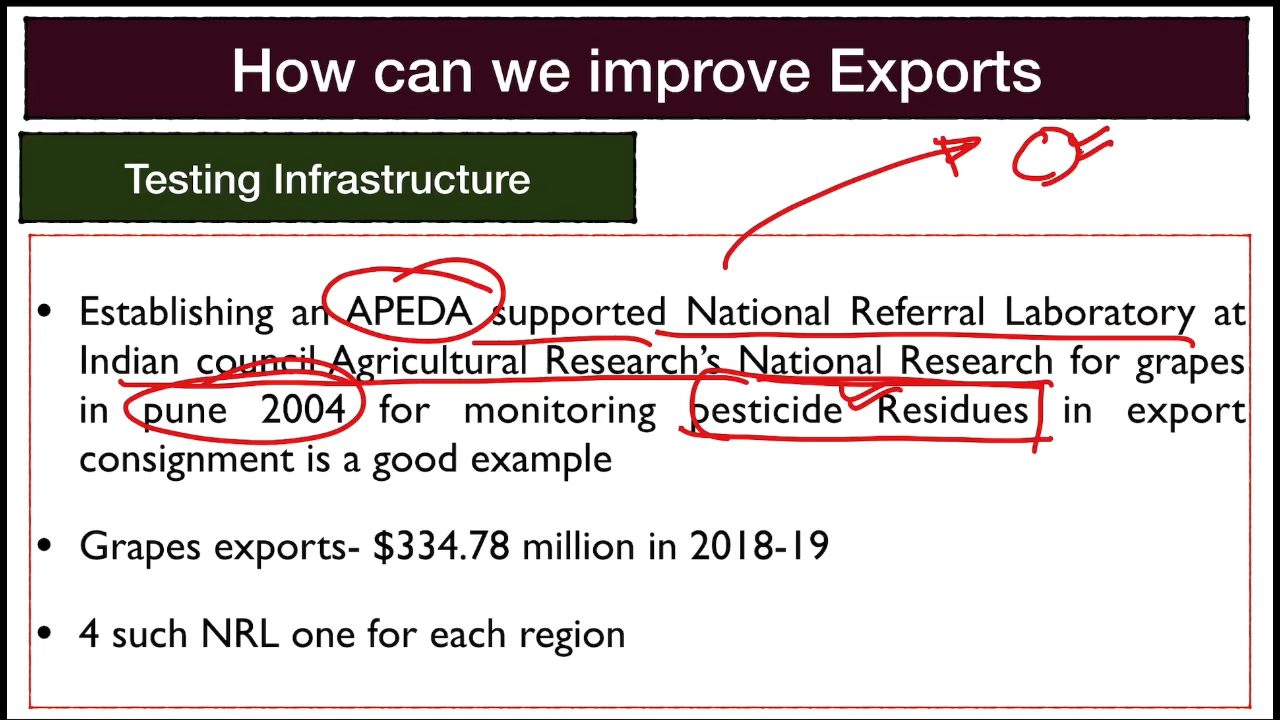 How can we improve Exports
Testing Infrastructure
• Establishing an APEDA supported National Referral Laboratory at
Indian council Agricultural Research's National Research for grapes
in pune 2004 for monitoring pesticide Residues in export
consignment is a good example
• Grapes exports- $334.78 million in 2018-19
• 4 such NRL one for each region